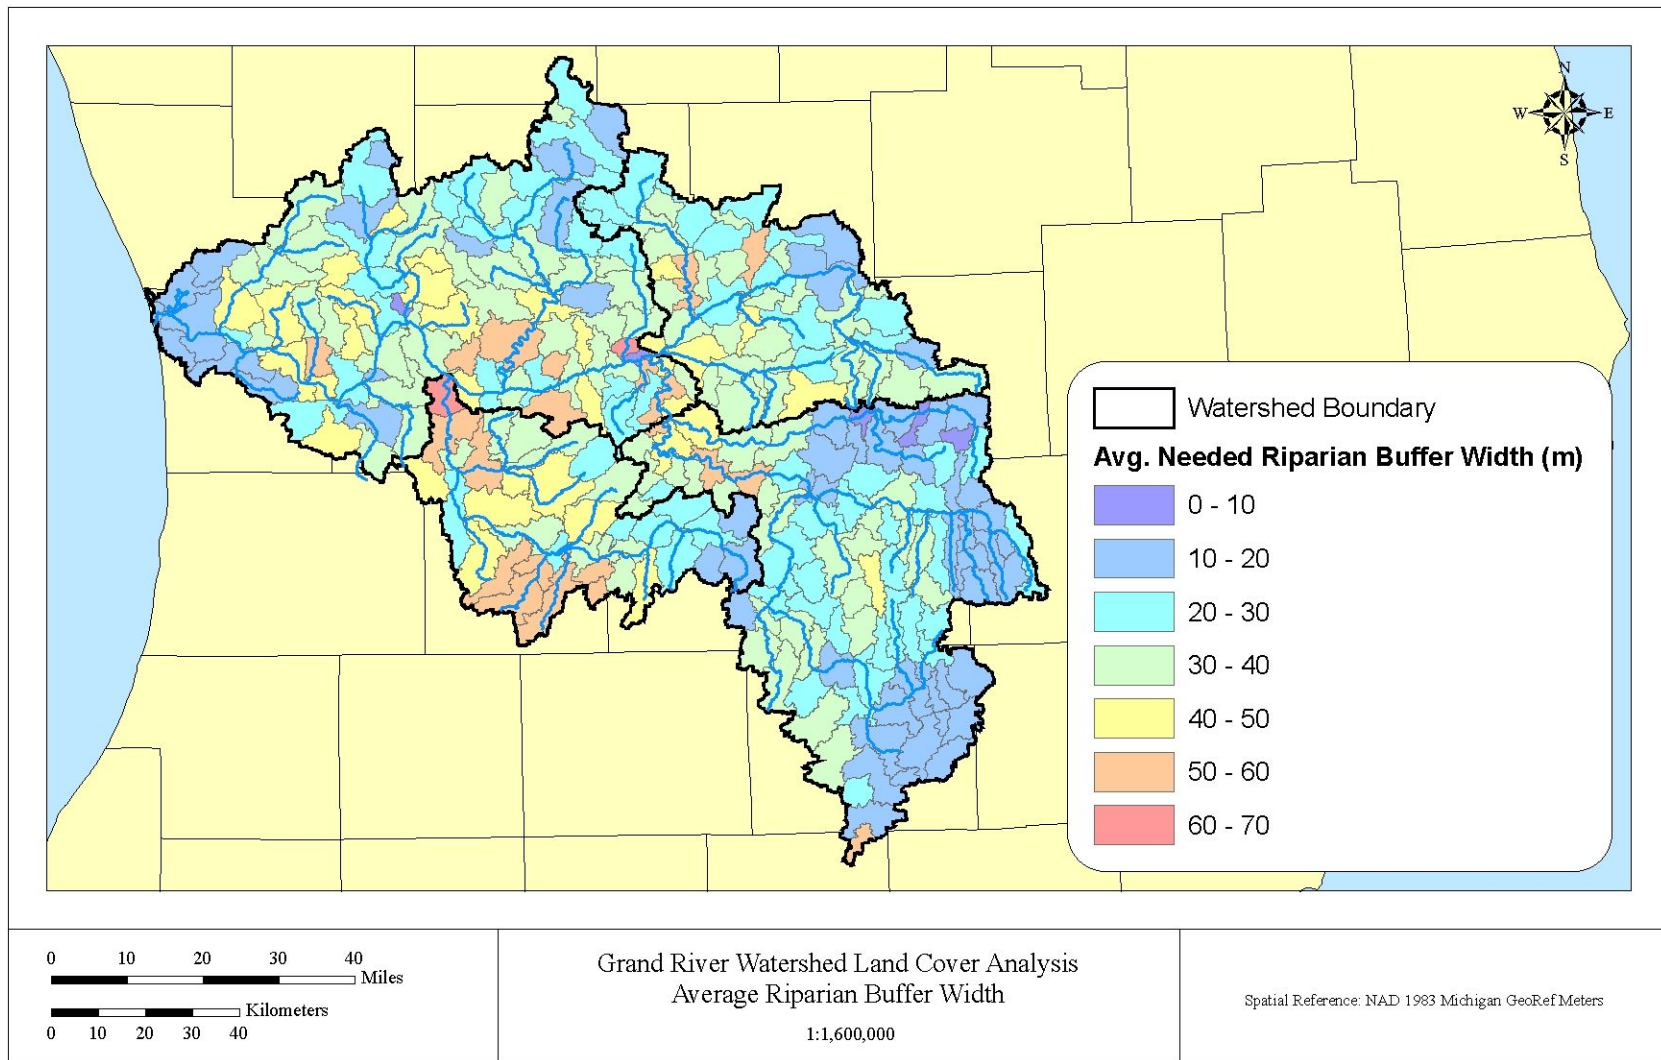 N
W
E
S
Watershed Boundary
Avg. Needed Riparian Buffer Width (m)
0 - 10
10 - 20
20 - 30
30 - 40
40 - 50
50 - 60
60 - 70
0 10 20 30 40
Miles
Kilometers
0 10 20 30 40
Grand River Watershed Land Cover Analysis
Average Riparian Buffer Width
1:1,600,000
Spatial Reference: NAD 1983 Michigan GeoRef Meters